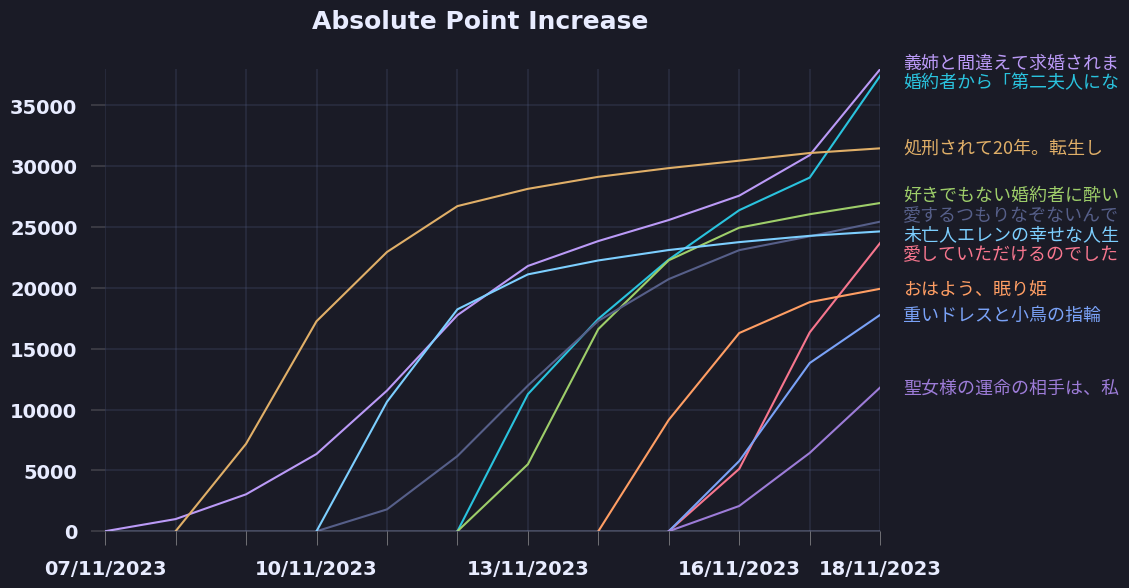 Absolute Point Increase
義姉と間違えて求婚されま
婚約者から「第二夫人にな
35000
30000
処刑されて20年。転生し
好きでもない婚約者に酔い
愛するつもりなぞないんで
25000
未亡人エレンの幸せな人生
愛していただけるのでした
20000
おはよう、眠り姫
重いドレスと小鳥の指輪
15000
聖女様の運命の相手は、私
10000
5000
0
07/11/2023 10/11/2023 13/11/2023 16/11/2023 18/11/2023